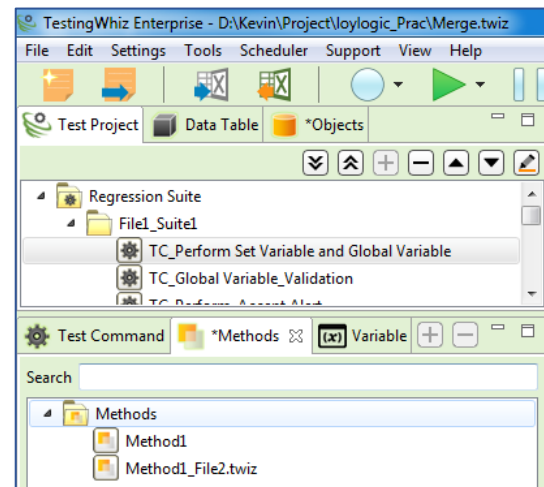 TestingWhiz Enterprise - D:\Kevin\Project\loylogic_Prac\Merge.twiz
File Edit Settings Tools Scheduler Support View Help
Test Project Data Table *Objects
Regression Suite
File1_Suite1
TC_Perform Set Variable and Global Variable
TC_Global Variable_Validation
TC_Perform_Accept Alert
Test Command *Methods (x) Variable
Search
Methods
Method1
Method1_File2.twiz